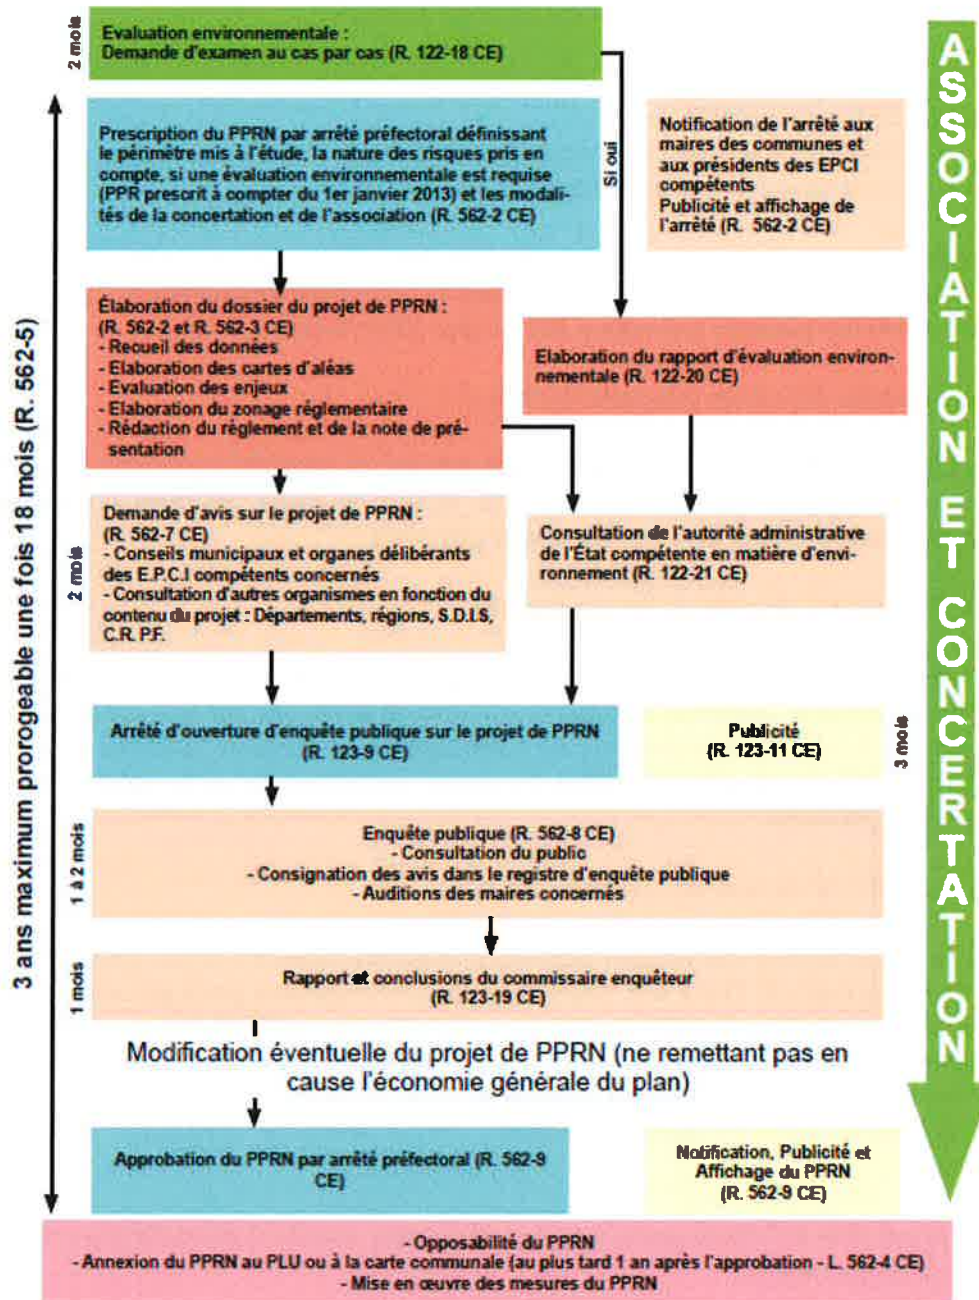 2 mois
Evaluation environnementale :
Demande d'examen au cas par cas (R. 122-18 CE)
Si oui
Prescription du PPRN par arrêté préfectoral définissant
le périmètre mis à l'étude, la nature des risques pris en
compte, si une évaluation environnementale est requise
(PPR prescrit à compter du 1er janvier 2013) et les modali-
tés de la concertation et de l'association (R. 562-2 CE)
Notification de l'arrêté aux
maires des communes et
aux présidents des EPCI
compétents
Publicité et affichage de
l'arrêté (R. 562-2 CE)
3 ans maximum prorogeable une fois 18 mois (R. 562-5)
Élaboration du dossier du projet de PPRN :
(R. 562-2 et R. 562-3 CE)
- Recueil des données
- Elaboration des cartes d'aléas
- Evaluation des enjeux
- Elaboration du zonage réglementaire
- Rédaction du règlement et de la note de pré-
sentation
Elaboration du rapport d'évaluation environ-
nementale (R. 122-20 CE)
2 mois
Demande d'avis sur le projet de PPRN :
(R. 562-7 CE)
- Conseils municipaux et organes délibérants
des E.P.C.I compétents concernés
- Consultation d'autres organismes en fonction du
contenu du projet : Départements, régions, S.D.I.S,
C.R. P.F.
Consultation de l'autorité administrative
de l'État compétente en matière d'envi-
ronnement (R. 122-21 CE)
Arrêté d'ouverture d'enquête publique sur le projet de PPRN
(R. 123-9 CE)
Publicité
(R. 123-11 CE)
3 mois
1 à 2 mois
Enquête publique (R. 562-8 CE)
- Consultation du public
- Consignation des avis dans le registre d'enquête publique
- Auditions des maires concernés
1 mois
Rapport et conclusions du commissaire enquêteur
(R. 123-19 CE)
Modification éventuelle du projet de PPRN (ne remettant pas en
cause l'économie générale du plan)
Approbation du PPRN par arrêté préfectoral (R. 562-9
CE)
Notification, Publicité et
Affichage du PPRN
(R. 562-9 CE)
- Opposabilité du PPRN
- Annexion du PPRN au PLU ou à la carte communale (au plus tard 1 an après l'approbation - L. 562-4 CE)
- Mise en œuvre des mesures du PPRN
ASSOCIATION ET CONCERTATION